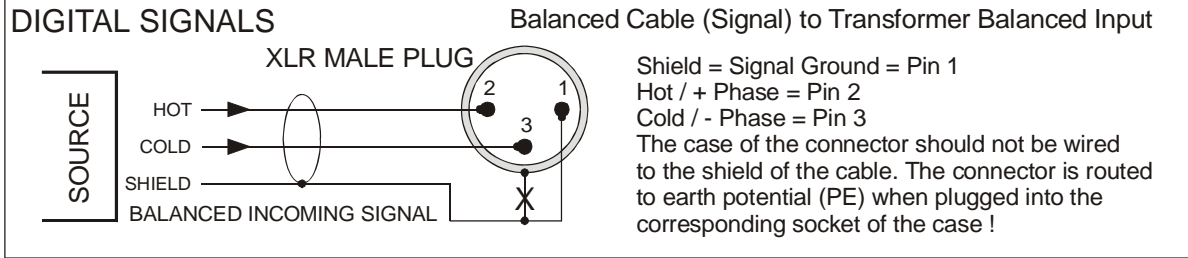 DIGITAL SIGNALS
Balanced Cable (Signal) to Transformer Balanced Input
XLR MALE PLUG
SOURCE
HOT
COLD
SHIELD
BALANCED INCOMING SIGNAL
2
1
3
X
Shield = Signal Ground = Pin 1
Hot / + Phase = Pin 2
Cold / - Phase = Pin 3
The case of the connector should not be wired
to the shield of the cable. The connector is routed
to earth potential (PE) when plugged into the
corresponding socket of the case !